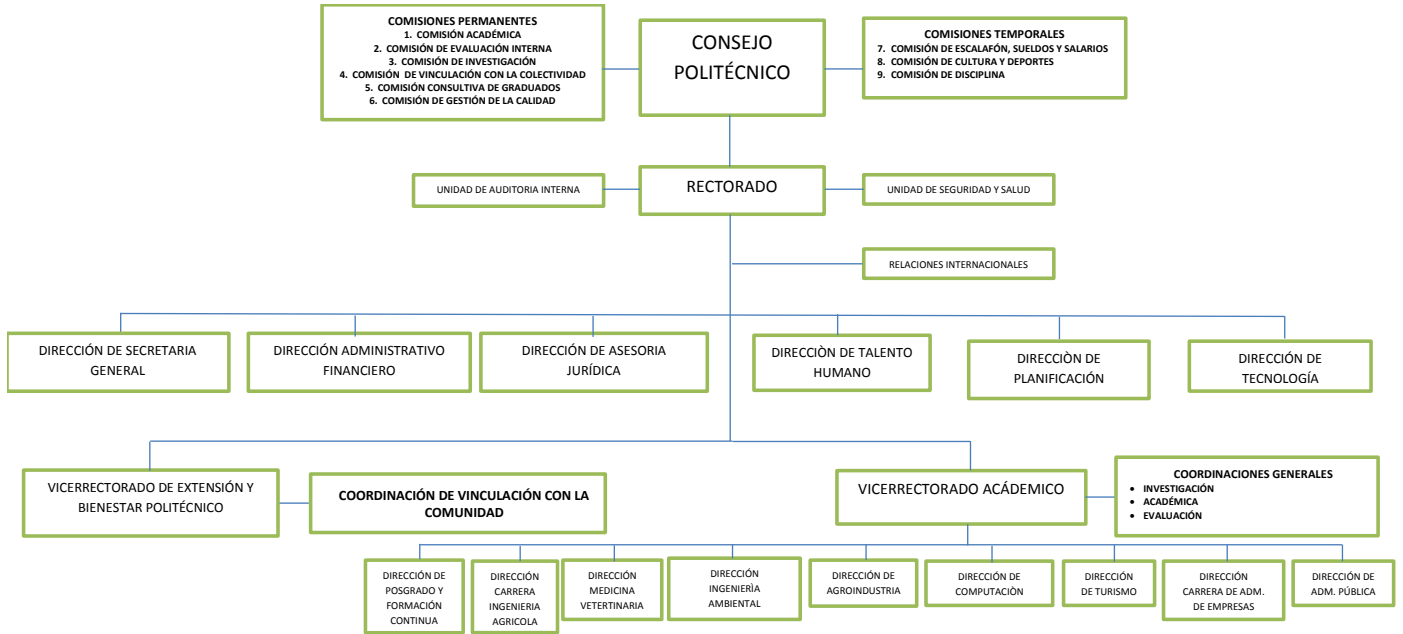 COMISIONES PERMANENTES
1. COMISIÓN ACADÉMICA
2. COMISIÓN DE EVALUACIÓN INTERNA
3. COMISIÓN DE INVESTIGACIÓN
4. COMISIÓN DE VINCULACIÓN CON LA COLECTIVIDAD
5. COMISIÓN CONSULTIVA DE GRADUADOS
6. COMISIÓN DE GESTIÓN DE LA CALIDAD
CONSEJO
POLITÉCNICO
COMISIONES TEMPORALES
7. COMISIÓN DE ESCALAFÓN, SUELDOS Y SALARIOS
8. COMISIÓN DE CULTURA Y DEPORTES
9. COMISIÓN DE DISCIPLINA
UNIDAD DE AUDITORIA INTERNA
RECTORADO
UNIDAD DE SEGURIDAD Y SALUD
RELACIONES INTERNACIONALES
DIRECCIÓN DE SECRETARIA
GENERAL
DIRECCIÓN ADMINISTRATIVO
FINANCIERO
DIRECCIÓN DE ASESORIA
JURÍDICA
DIRECCIÒN DE TALENTO
HUMANO
DIRECCIÒN DE
PLANIFICACIÓN
DIRECCIÓN DE
TECNOLOGÍA
VICERRECTORADO DE EXTENSIÓN Y
BIENESTAR POLITÉCNICO
COORDINACIÓN DE VINCULACIÓN CON LA
COMUNIDAD
VICERRECTORADO ACÁDEMICO
COORDINACIONES GENERALES
• INVESTIGACIÓN
• ACADÉMICA
• EVALUACIÓN
DIRECCIÓN DE
POSGRADO Y
FORMACIÓN
CONTINUA
DIRECCIÓN
CARRERA
INGENIERIA
AGRICOLA
DIRECCIÓN
MEDICINA
VETERTINARIA
DIRECCIÓN
INGENIERÌA
AMBIENTAL
DIRECCIÓN DE
AGROINDUSTRIA
DIRECCIÓN DE
COMPUTACIÒN
DIRECCIÓN
DE TURISMO
DIRECCIÓN
CARRERA DE ADM.
DE EMPRESAS
DIRECCIÓN DE
ADM. PÚBLICA